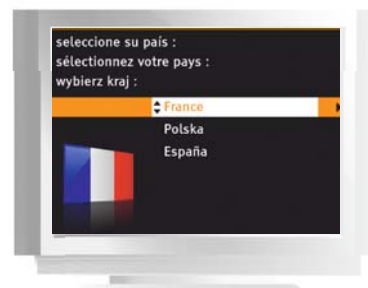 seleccione su país :
sélectionnez votre pays :
wybierz kraj :
France
Polska
España